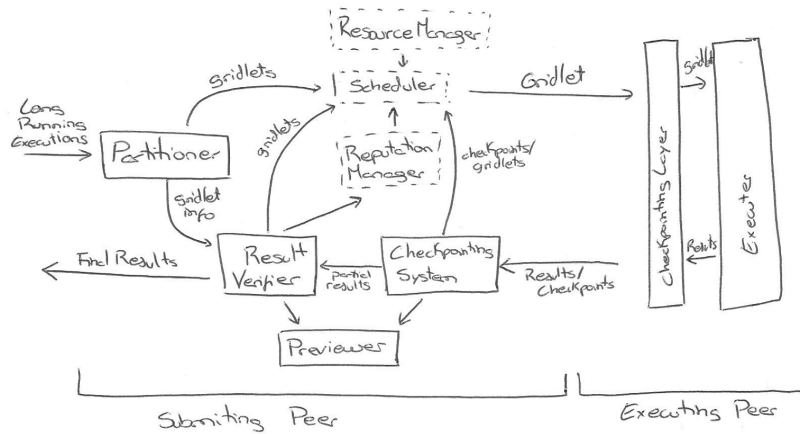 Resource Manager
Scheduler
gridlets
Gridlet
gridlet
Long
Running
Executions
Partitioner
gridlets
Reputation
Manager
checkpoints/
gridlets
Checkpointing Layer
Executer
gridlet
info
Result
Verifier
Checkpointing
System
Results
Final Results
partial
results
Results/
Checkpoints
Previewer
Submiting Peer
Executing Peer